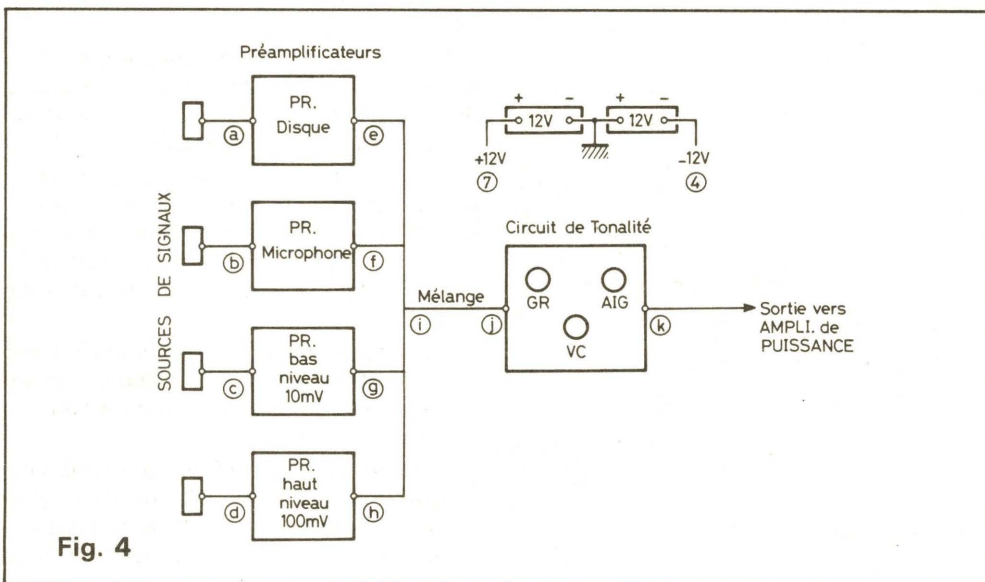 Préamplificateurs
PR.
Disque
ⓐ
ⓔ
+ - + -
12V 12V
+12V
⑦
-12V
④
PR.
Microphone
ⓑ
ⓕ
SOURCES DE SIGNAUX
Circuit de Tonalité
GR
AIG
VC
Mélange
ⓘ
ⓙ
ⓚ
Sortie vers
AMPLI. de
PUISSANCE
PR.
bas
niveau
10mV
ⓒ
ⓖ
PR.
haut
niveau
100mV
ⓓ
ⓗ
Fig. 4